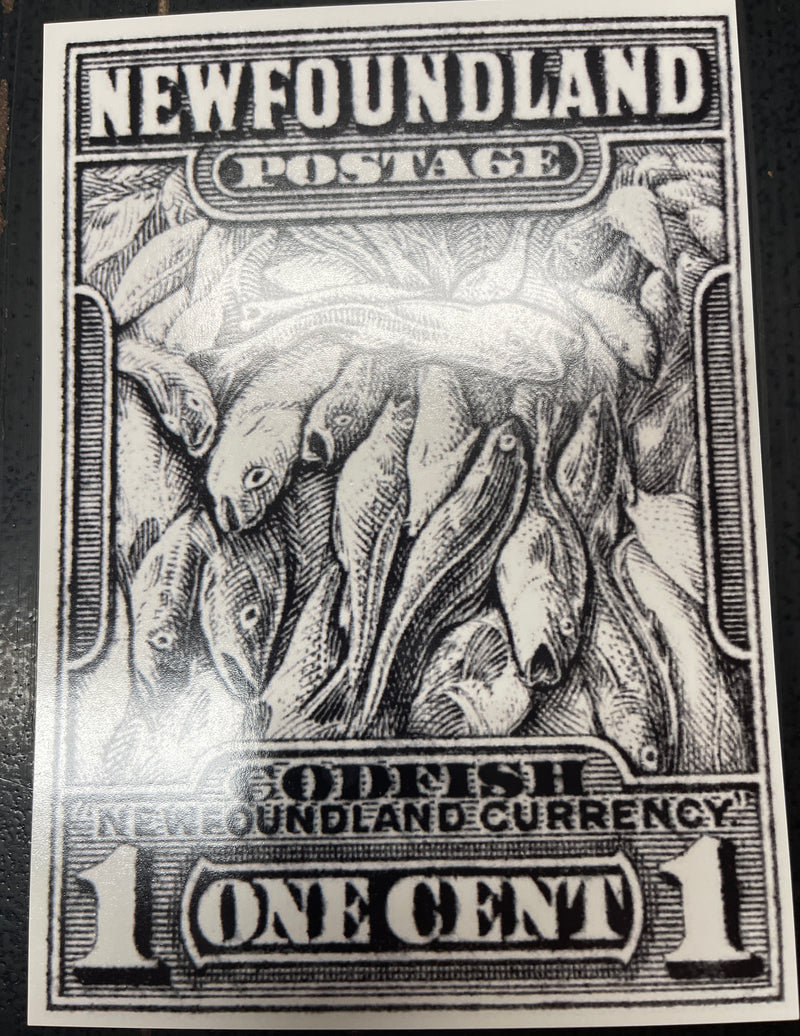 NEWFOUNDLAND
POSTAGE
CODFISH
"NEWFOUNDLAND CURRENCY."
1 ONE CENT 1